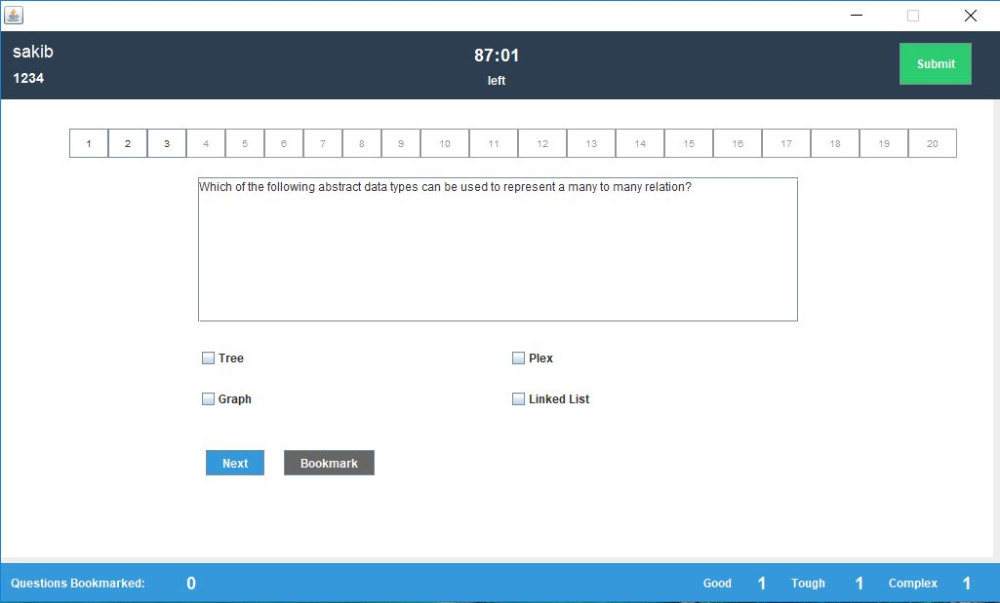 sakib
1234
87:01
left
Submit
1 2 3 4 5 6 7 8 9 10 11 12 13 14 15 16 17 18 19 20
Which of the following abstract data types can be used to represent a many to many relation?
Tree Plex
Graph Linked List
Next Bookmark
Questions Bookmarked: 0 Good 1 Tough 1 Complex 1